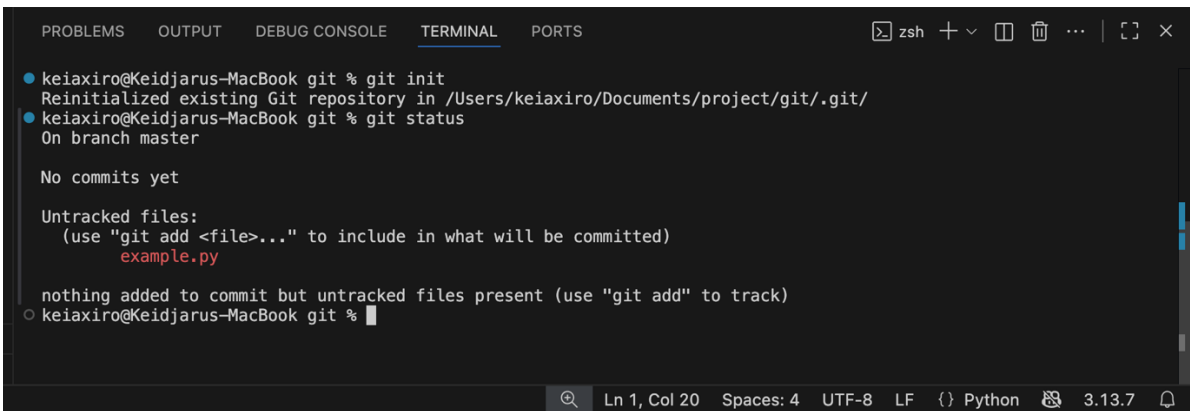 PROBLEMS OUTPUT DEBUG CONSOLE TERMINAL PORTS zsh
keiaxiro@Keidjarus-MacBook git % git init
Reinitialized existing Git repository in /Users/keiaxiro/Documents/project/git/.git/
keiaxiro@Keidjarus-MacBook git % git status
On branch master
No commits yet
Untracked files:
(use "git add <file>..." to include in what will be committed)
example.py
nothing added to commit but untracked files present (use "git add" to track)
keiaxiro@Keidjarus-MacBook git %
Ln 1, Col 20 Spaces: 4 UTF-8 LF {} Python 3.13.7